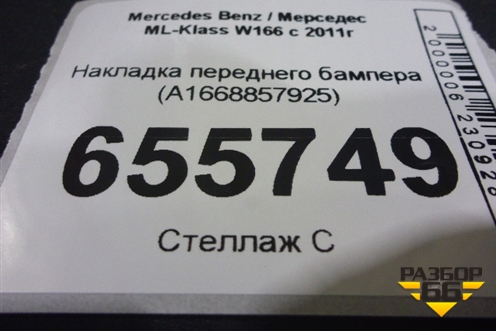 Mercedes Benz / Мерседес
ML-Klass W166 с 2011г
Накладка переднего бампера
(A1668857925)
655749
Стеллаж С
РАЗБОР
66